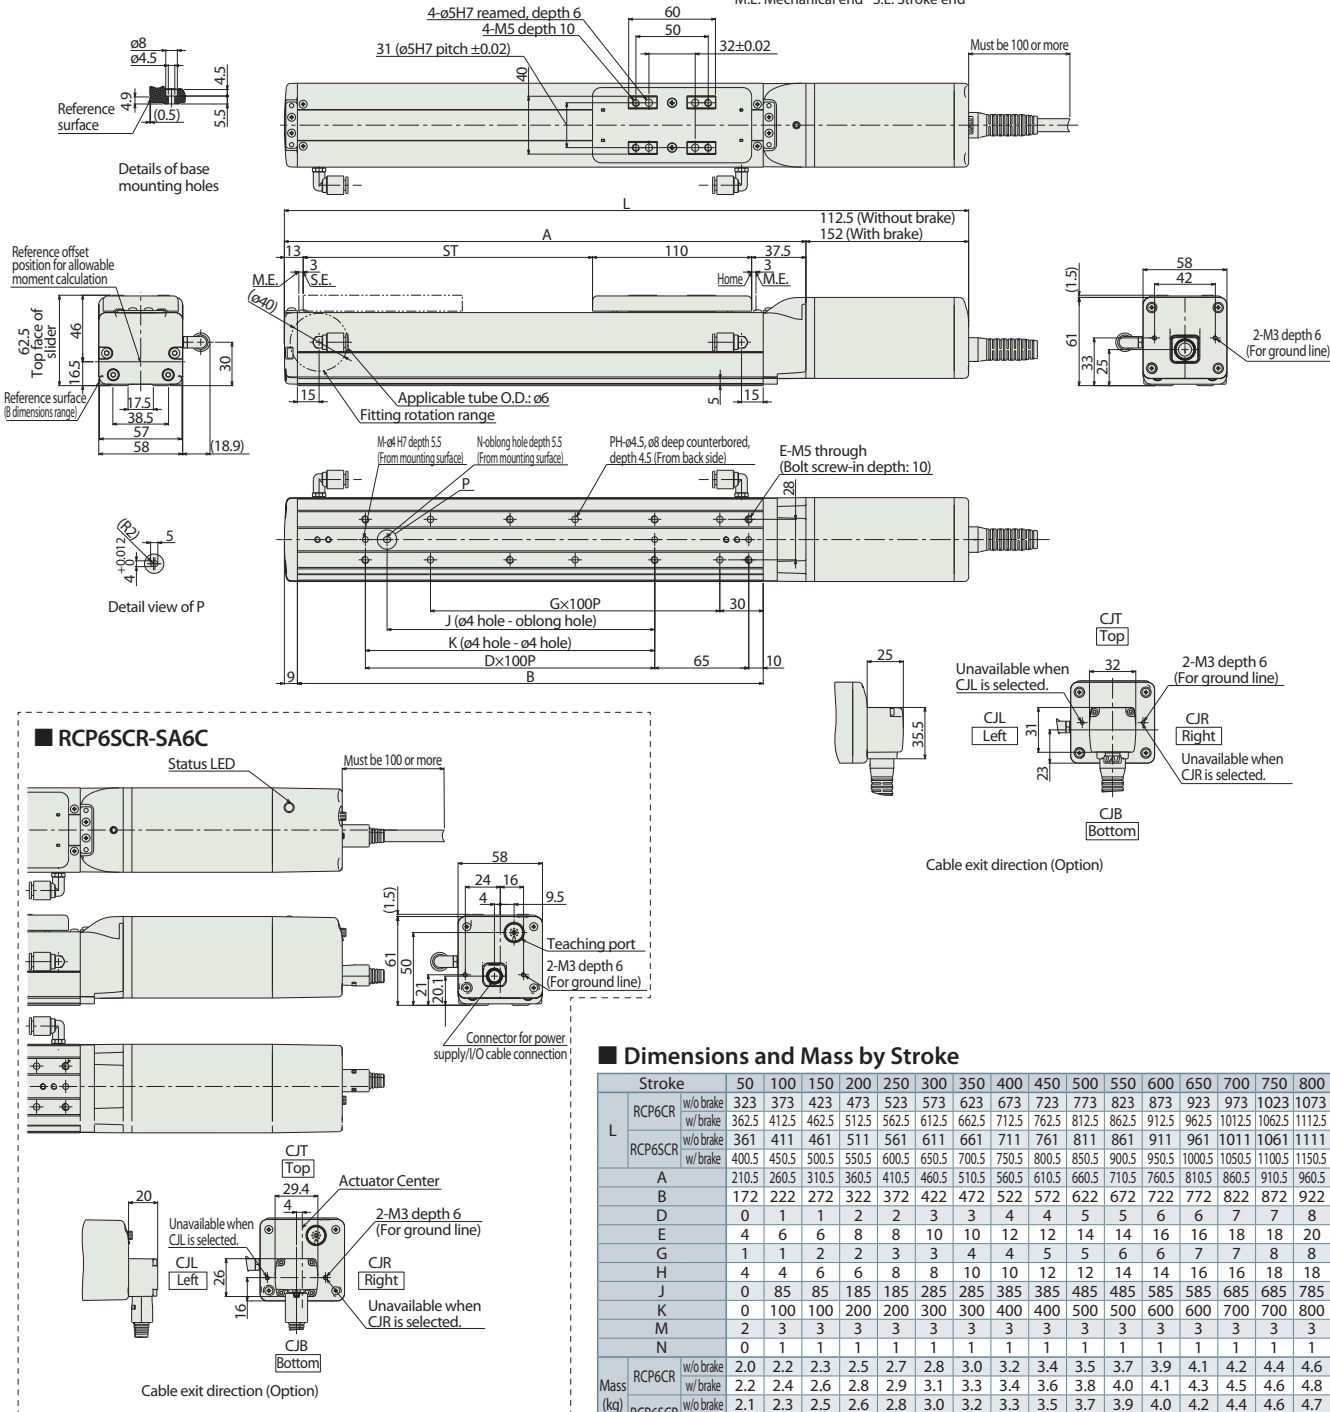 M.E: Mechanical end S.E: Stroke end
4-ø5H7 reamed, depth 6
60
4-M5 depth 10
50
31 (ø5H7 pitch ±0.02)
32±0.02
Must be 100 or more
40
ø8
ø4.5
4.5
4.9
5.5
(0.5)
Reference
surface
Details of base
mounting holes
L
112.5 (Without brake)
152 (With brake)
A
13
ST
110
37.5
3
3
M.E.
S.E.
Home
M.E.
(ø40)
Reference offset
position for allowable
moment calculation
62.5
Top face of
slider
46
16.5
30
Reference surface
(B dimensions range)
17.5
38.5
57
58
(18.9)
15
Applicable tube O.D.: ø6
Fitting rotation range
5
15
58
42
(1.5)
61
33
25
2-M3 depth 6
(For ground line)
M-ø4 H7 depth 5.5
(From mounting surface)
N-oblong hole depth 5.5
(From mounting surface)
PH-ø4.5, ø8 deep counterbored,
depth 4.5 (From back side)
E-M5 through
(Bolt screw-in depth: 10)
P
28
(R2)
5
4 +0.012 0
Detail view of P
G×100P
30
J (ø4 hole - oblong hole)
K (ø4 hole - ø4 hole)
D×100P
65
10
9
B
25
35.5
CJT
Top
32
Unavailable when
CJL is selected.
2-M3 depth 6
(For ground line)
CJL
Left
31
23
CJR
Right
Unavailable when
CJR is selected.
CJB
Bottom
Cable exit direction (Option)
■ RCP6SCR-SA6C
Status LED
Must be 100 or more
58
24 16
4
9.5
(1.5)
61
50
21
20.1
Teaching port
2-M3 depth 6
(For ground line)
Connector for power
supply/I/O cable connection
20
CJT
Top
29.4
4
Actuator Center
Unavailable when
CJL is selected.
2-M3 depth 6
(For ground line)
CJL
Left
26
16
CJR
Right
Unavailable when
CJR is selected.
CJB
Bottom
Cable exit direction (Option)
■ Dimensions and Mass by Stroke
Stroke 50 100 150 200 250 300 350 400 450 500 550 600 650 700 750 800
L RCP6CR w/o brake 323 373 423 473 523 573 623 673 723 773 823 873 923 973 1023 1073
w/ brake 362.5 412.5 462.5 512.5 562.5 612.5 662.5 712.5 762.5 812.5 862.5 912.5 962.5 1012.5 1062.5 1112.5
RCP6SCR w/o brake 361 411 461 511 561 611 661 711 761 811 861 911 961 1011 1061 1111
w/ brake 400.5 450.5 500.5 550.5 600.5 650.5 700.5 750.5 800.5 850.5 900.5 950.5 1000.5 1050.5 1100.5 1150.5
A 210.5 260.5 310.5 360.5 410.5 460.5 510.5 560.5 610.5 660.5 710.5 760.5 810.5 860.5 910.5 960.5
B 172 222 272 322 372 422 472 522 572 622 672 722 772 822 872 922
D 0 1 1 2 2 3 3 4 4 5 5 6 6 7 7 8
E 4 6 6 8 8 10 10 12 12 14 14 16 16 18 18 20
G 1 1 2 2 3 3 4 4 5 5 6 6 7 7 8 8
H 4 4 6 6 8 8 10 10 12 12 14 14 16 16 18 18
J 0 85 85 185 185 285 285 385 385 485 485 585 585 685 685 785
K 0 100 100 200 200 300 300 400 400 500 500 600 600 700 700 800
M 2 3 3 3 3 3 3 3 3 3 3 3 3 3 3 3
N 0 1 1 1 1 1 1 1 1 1 1 1 1 1 1 1
Mass (kg) RCP6CR w/o brake 2.0 2.2 2.3 2.5 2.7 2.8 3.0 3.2 3.4 3.5 3.7 3.9 4.1 4.2 4.4 4.6
w/ brake 2.2 2.4 2.6 2.8 2.9 3.1 3.3 3.4 3.6 3.8 4.0 4.1 4.3 4.5 4.6 4.8
RCP6SCR w/o brake 2.1 2.3 2.5 2.6 2.8 3.0 3.2 3.3 3.5 3.7 3.9 4.0 4.2 4.4 4.6 4.7